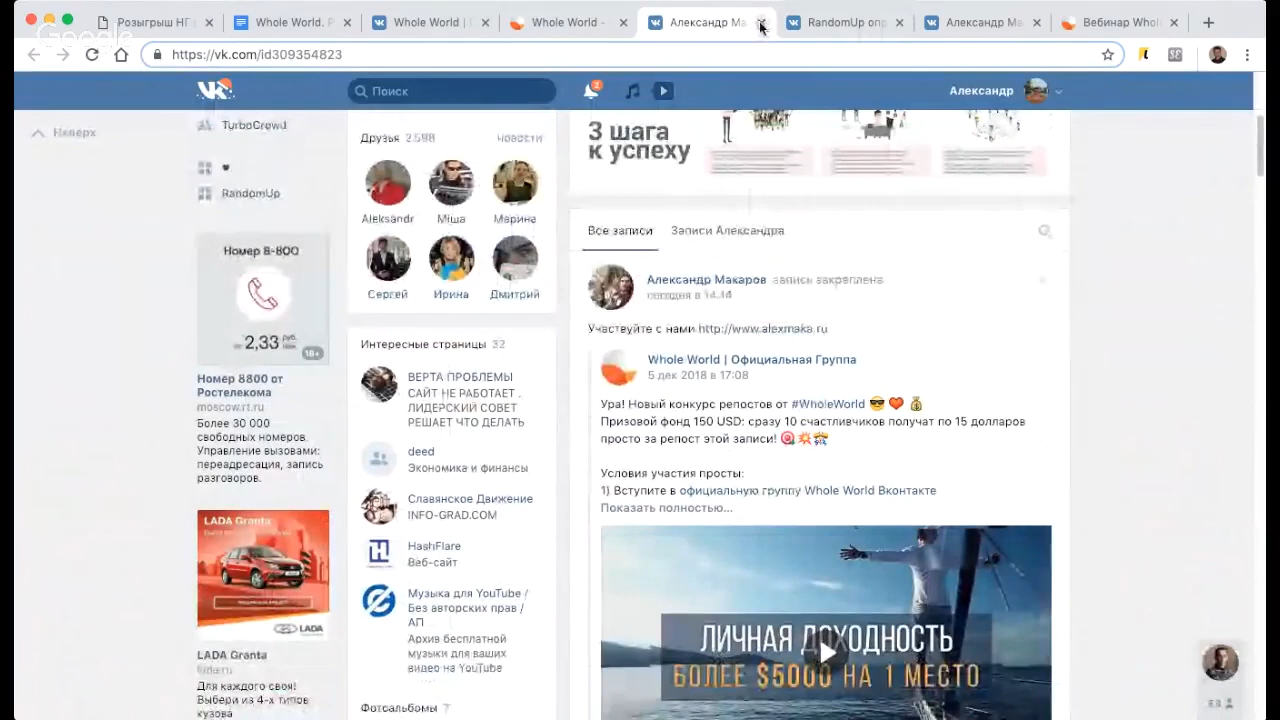 Розыгрыш НГ
Whole World. P
Whole World |
Whole World -
Александр Ма
RandomUp опр
Александр Ма
Вебинар Whol
Google
https://vk.com/id309354823
Поиск
2
Александр
Наверх
TurboCrowd
RandomUp
Номер 8-800
2,33 руб.
18+
Номер 8800 от
Ростелекома
moscow.rt.ru
Более 30 000
свободных номеров.
Управление вызовами:
переадресация, запись
разговоров.
LADA Granta
LADA
LADA Granta
lada.ru
Для каждого своя!
Выбери из 4-х типов
кузова
Друзья 2 598
новости
Aleksandr
Міша
Марина
Сергей
Ирина
Дмитрий
Интересные страницы 32
ВЕРТА ПРОБЛЕМЫ
САЙТ НЕ РАБОТАЕТ .
ЛИДЕРСКИЙ СОВЕТ
РЕШАЕТ ЧТО ДЕЛАТЬ
deed
Экономика и финансы
Славянское Движение
INFO-GRAD.COM
HashFlare
Веб-сайт
Музыка для YouTube /
Без авторских прав /
АП
Архив бесплатной
музыки для ваших
видео на YouTube
Фотоальбомы 7
3 шага
к успеху
Все записи
Записи Александра
Александр Макаров запись закреплена
сегодня в 14:14
Участвуйте с нами http://www.alexmaka.ru
Whole World | Официальная Группа
5 дек 2018 в 17:08
Ура! Новый конкурс репостов от #WholeWorld 😎 ❤ 💰
Призовой фонд 150 USD: сразу 10 счастливчиков получат по 15 долларов
просто за репост этой записи!
Условия участия просты:
1) Вступите в официальную группу Whole World Вконтакте
Показать полностью...
ЛИЧНАЯ ДОХОДНОСТЬ
БОЛЕЕ $5000 НА 1 МЕСТО